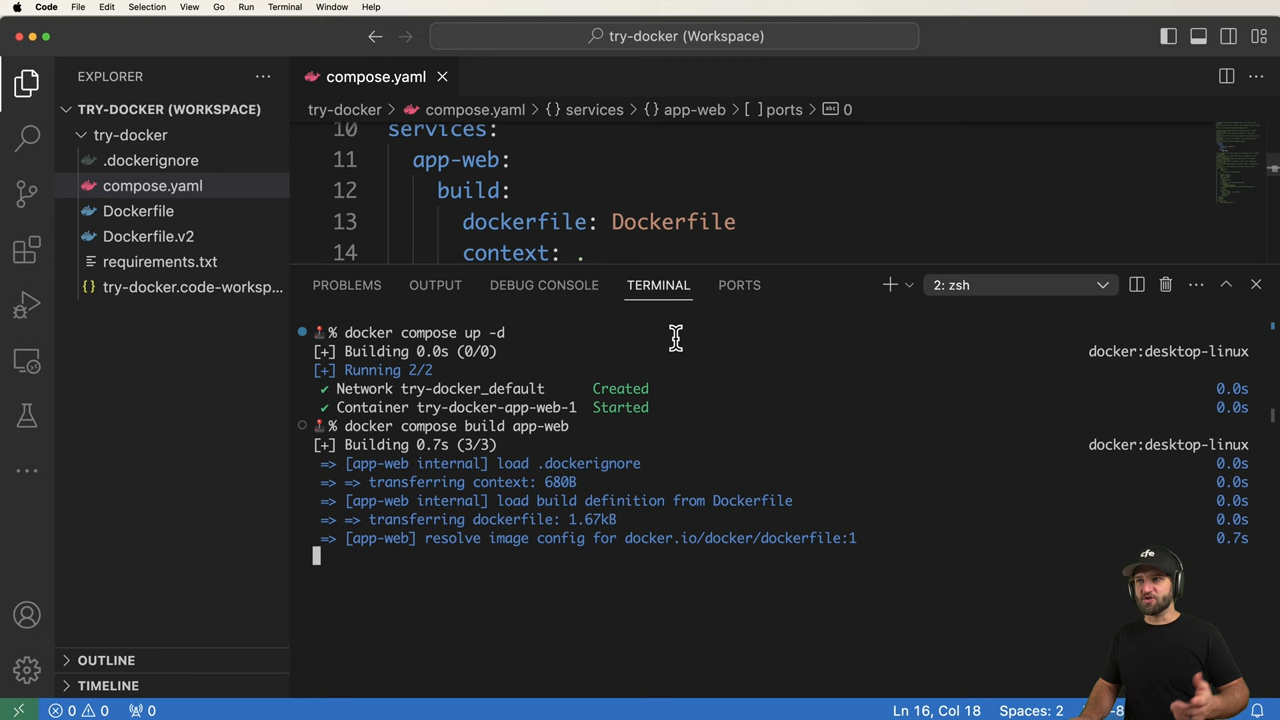 Code File Edit Selection View Go Run Terminal Window Help
try-docker (Workspace)
EXPLORER
compose.yaml
TRY-DOCKER (WORKSPACE)
try-docker
.dockerignore
compose.yaml
Dockerfile
Dockerfile.v2
requirements.txt
try-docker.code-worksp...
OUTLINE
TIMELINE
try-docker > compose.yaml > {} services > {} app-web > [ ] ports > abc 0
10 services:
11 app-web:
12 build:
13 dockerfile: Dockerfile
14 context: .
PROBLEMS OUTPUT DEBUG CONSOLE TERMINAL PORTS
2: zsh
% docker compose up -d
[+] Building 0.0s (0/0) docker:desktop-linux
[+] Running 2/2
✔ Network try-docker_default Created 0.0s
✔ Container try-docker-app-web-1 Started 0.0s
% docker compose build app-web
[+] Building 0.7s (3/3) docker:desktop-linux
=> [app-web internal] load .dockerignore 0.0s
=> => transferring context: 680B 0.0s
=> [app-web internal] load build definition from Dockerfile 0.0s
=> => transferring dockerfile: 1.67kB 0.0s
=> [app-web] resolve image config for docker.io/docker/dockerfile:1 0.7s
cfe
0 0 0
Ln 16, Col 18 Spaces: 2